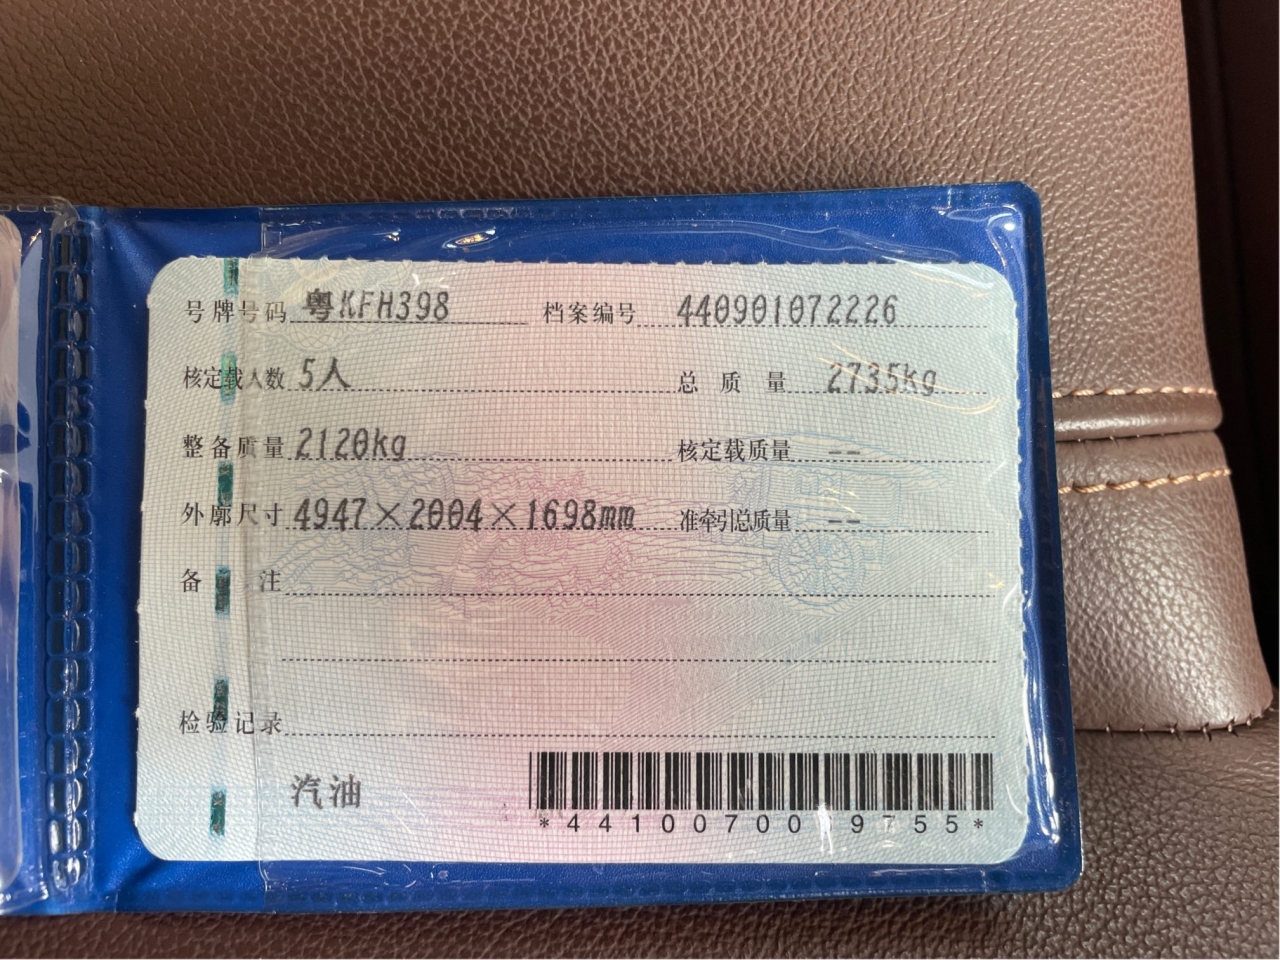 号牌号码 粤KFH398 档案编号 440901072226
核定载人数 5人 总质量 2735kg
整备质量 2120kg 核定载质量 --
外廓尺寸 4947×2004×1698mm 准牵引总质量 --
备注
检验记录
汽油